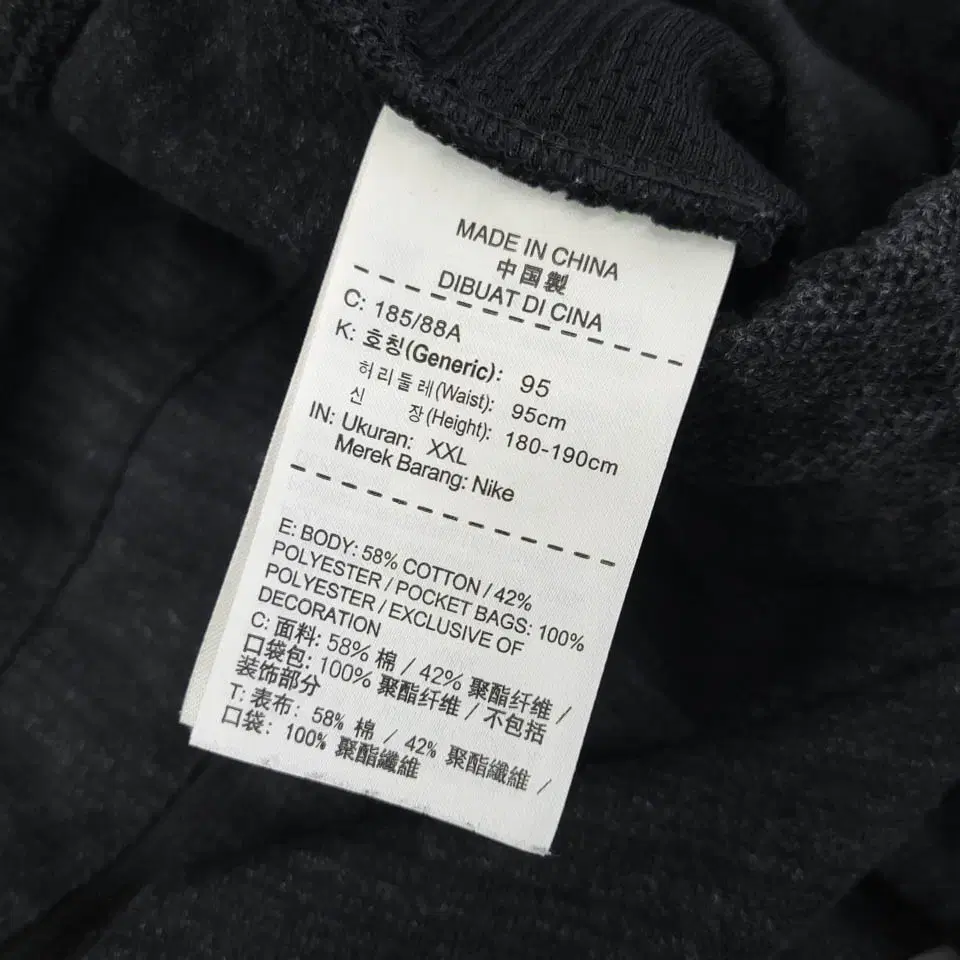 MADE IN CHINA
中国製
DIBUAT DI CINA
C: 185/88A
K: 호칭(Generic): 95
허리둘레(Waist): 95cm
신 장(Height): 180-190cm
IN: Ukuran: XXL
Merek Barang: Nike
E: BODY: 58% COTTON / 42%
POLYESTER / POCKET BAGS: 100%
POLYESTER / EXCLUSIVE OF
DECORATION
C: 面料: 58% 棉 / 42% 聚酯纤维 /
口袋包: 100% 聚酯纤维 / 不包括
装饰部分
T: 表布: 58% 棉 / 42% 聚酯纖維 /
口袋: 100% 聚酯纖維